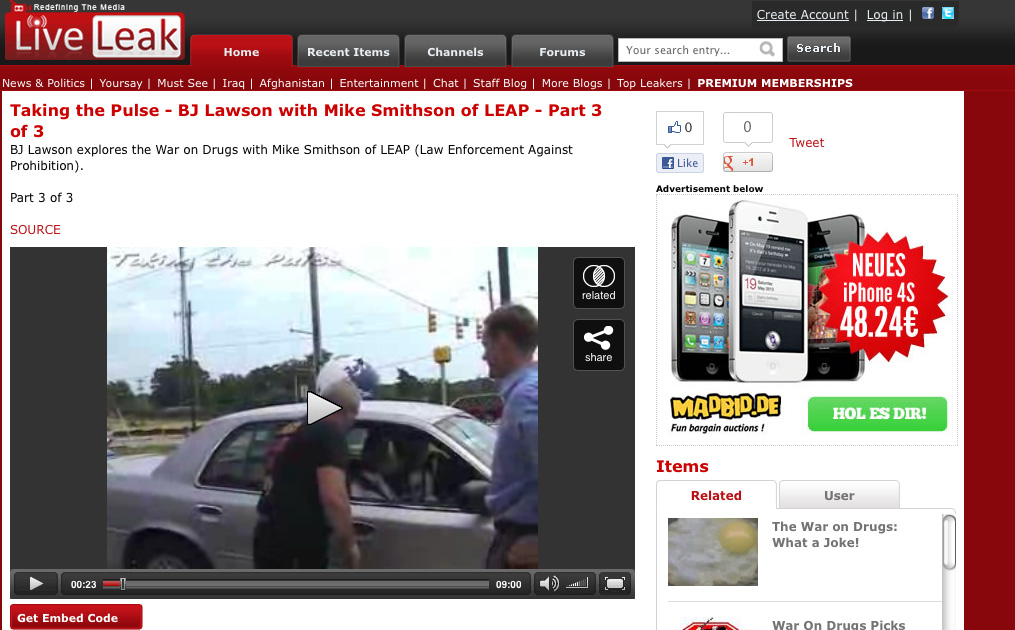 Redefining The Media
LiveLeak
Create Account | Log in |
Home
Recent Items
Channels
Forums
Your search entry...
Search
News & Politics | Yoursay | Must See | Iraq | Afghanistan | Entertainment | Chat | Staff Blog | More Blogs | Top Leakers | PREMIUM MEMBERSHIPS
Taking the Pulse - BJ Lawson with Mike Smithson of LEAP - Part 3
of 3
BJ Lawson explores the War on Drugs with Mike Smithson of LEAP (Law Enforcement Against
Prohibition).
Part 3 of 3
SOURCE
Taking the Pulse
related
share
00:23
09:00
Get Embed Code
0
Like
0
+1
Tweet
Advertisement below
NEUES
iPhone 4S
48.24€
MADBID.DE
Fun bargain auctions !
HOL ES DIR!
Items
Related
User
The War on Drugs:
What a Joke!
War On Drugs Picks